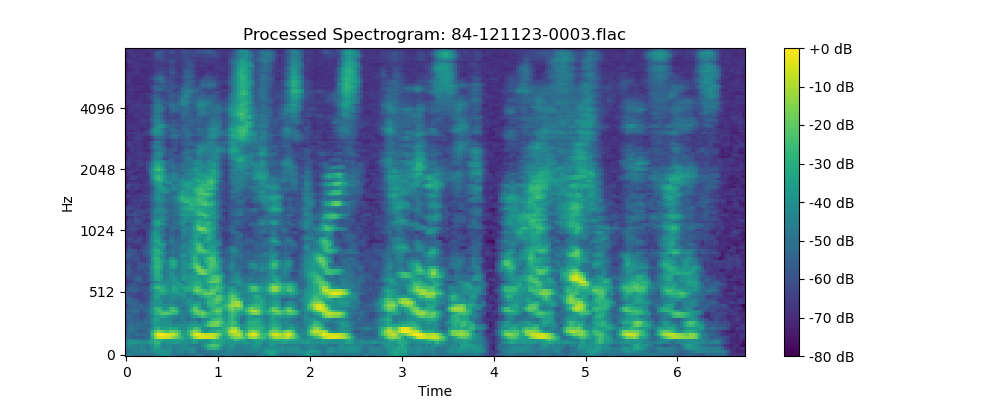 Processed Spectrogram: 84-121123-0003.flac
+0 dB
4096
-10 dB
-20 dB
2048
-30 dB
Hz
-40 dB
1024
-50 dB
512
-60 dB
-70 dB
0
-80 dB
0 1 2 3 4 5 6
Time